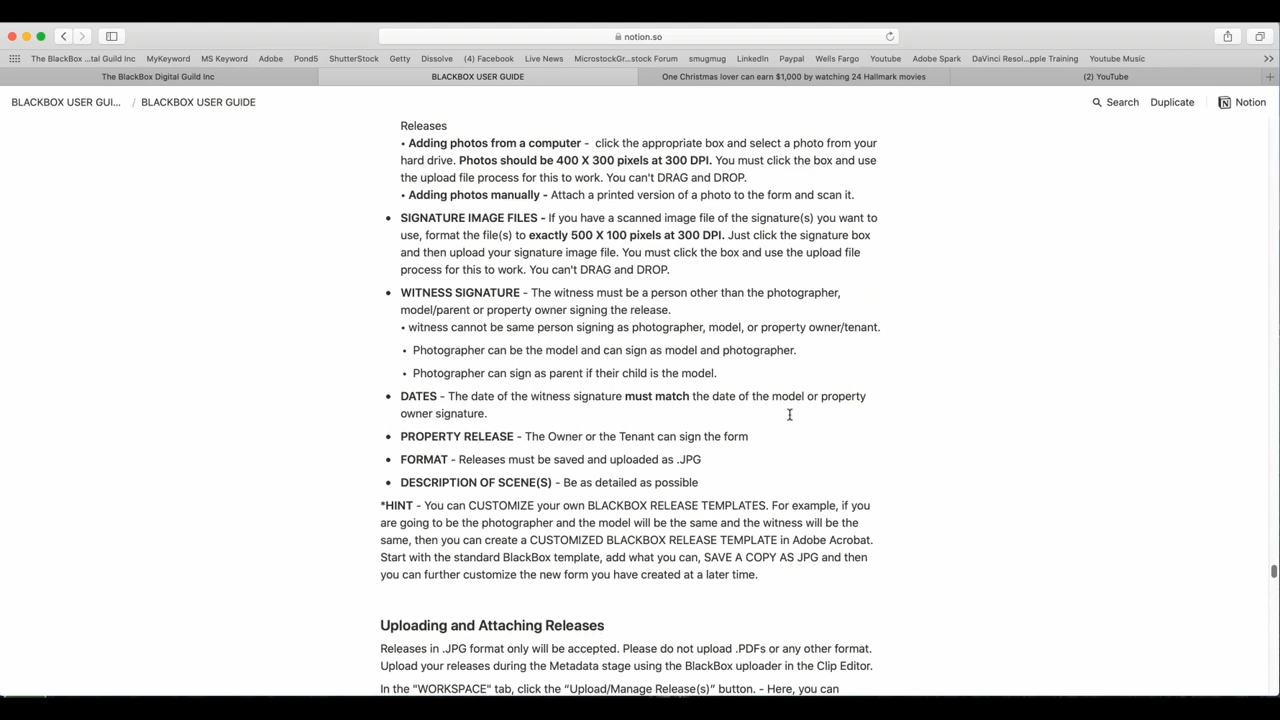 notion.so
The BlackBox ...tal Guild Inc MyKeyword MS Keyword Adobe Pond5 ShutterStock Getty Dissolve (4) Facebook Live News MicrostockGr...stock Forum smugmug LinkedIn Paypal Wells Fargo Youtube Adobe Spark DaVinci Resol...pple Training Youtube Music >>
The BlackBox Digital Guild Inc BLACKBOX USER GUIDE One Christmas lover can earn $1,000 by watching 24 Hallmark movies (2) YouTube +
BLACKBOX USER GUI... / BLACKBOX USER GUIDE Search Duplicate Notion
Releases
• Adding photos from a computer - click the appropriate box and select a photo from your
hard drive. Photos should be 400 X 300 pixels at 300 DPI. You must click the box and use
the upload file process for this to work. You can't DRAG and DROP.
• Adding photos manually - Attach a printed version of a photo to the form and scan it.
• SIGNATURE IMAGE FILES - If you have a scanned image file of the signature(s) you want to
use, format the file(s) to exactly 500 X 100 pixels at 300 DPI. Just click the signature box
and then upload your signature image file. You must click the box and use the upload file
process for this to work. You can't DRAG and DROP.
• WITNESS SIGNATURE - The witness must be a person other than the photographer,
model/parent or property owner signing the release.
• witness cannot be same person signing as photographer, model, or property owner/tenant.
• Photographer can be the model and can sign as model and photographer.
• Photographer can sign as parent if their child is the model.
• DATES - The date of the witness signature must match the date of the model or property
owner signature.
• PROPERTY RELEASE - The Owner or the Tenant can sign the form
• FORMAT - Releases must be saved and uploaded as .JPG
• DESCRIPTION OF SCENE(S) - Be as detailed as possible
*HINT - You can CUSTOMIZE your own BLACKBOX RELEASE TEMPLATES. For example, if you
are going to be the photographer and the model will be the same and the witness will be the
same, then you can create a CUSTOMIZED BLACKBOX RELEASE TEMPLATE in Adobe Acrobat.
Start with the standard BlackBox template, add what you can, SAVE A COPY AS JPG and then
you can further customize the new form you have created at a later time.
Uploading and Attaching Releases
Releases in .JPG format only will be accepted. Please do not upload .PDFs or any other format.
Upload your releases during the Metadata stage using the BlackBox uploader in the Clip Editor.
In the "WORKSPACE" tab, click the “Upload/Manage Release(s)” button. - Here, you can